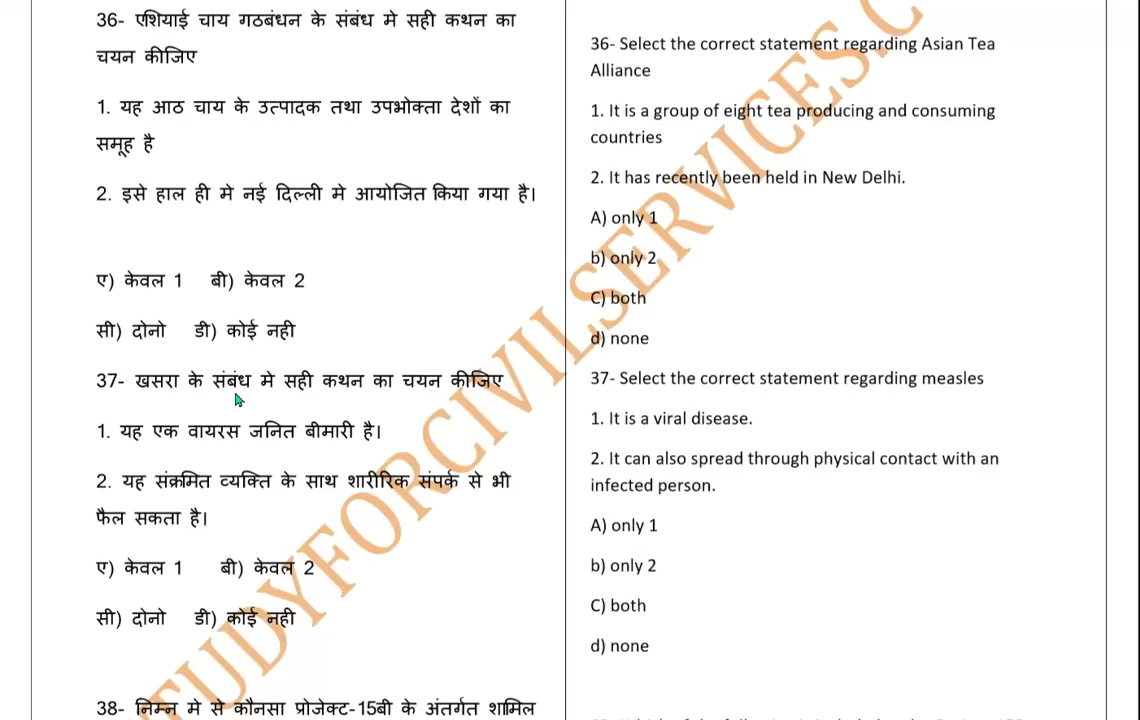 36- एशियाई चाय गठबंधन के संबंध मे सही कथन का
चयन कीजिए
1. यह आठ चाय के उत्पादक तथा उपभोक्ता देशों का
समूह है
2. इसे हाल ही मे नई दिल्ली मे आयोजित किया गया है।
ए) केवल 1 बी) केवल 2
सी) दोनो डी) कोई नही
37- खसरा के संबंध मे सही कथन का चयन कीजिए
1. यह एक वायरस जनित बीमारी है।
2. यह संक्रमित व्यक्ति के साथ शारीरिक संपर्क से भी
फैल सकता है।
ए) केवल 1 बी) केवल 2
सी) दोनो डी) कोई नही
38- निम्न मे से कौनसा प्रोजेक्ट-15बी के अंतर्गत शामिल
36- Select the correct statement regarding Asian Tea
Alliance
1. It is a group of eight tea producing and consuming
countries
2. It has recently been held in New Delhi.
A) only 1
b) only 2
C) both
d) none
37- Select the correct statement regarding measles
1. It is a viral disease.
2. It can also spread through physical contact with an
infected person.
A) only 1
b) only 2
C) both
d) none
TUDYFORCIVILSERVICES.C